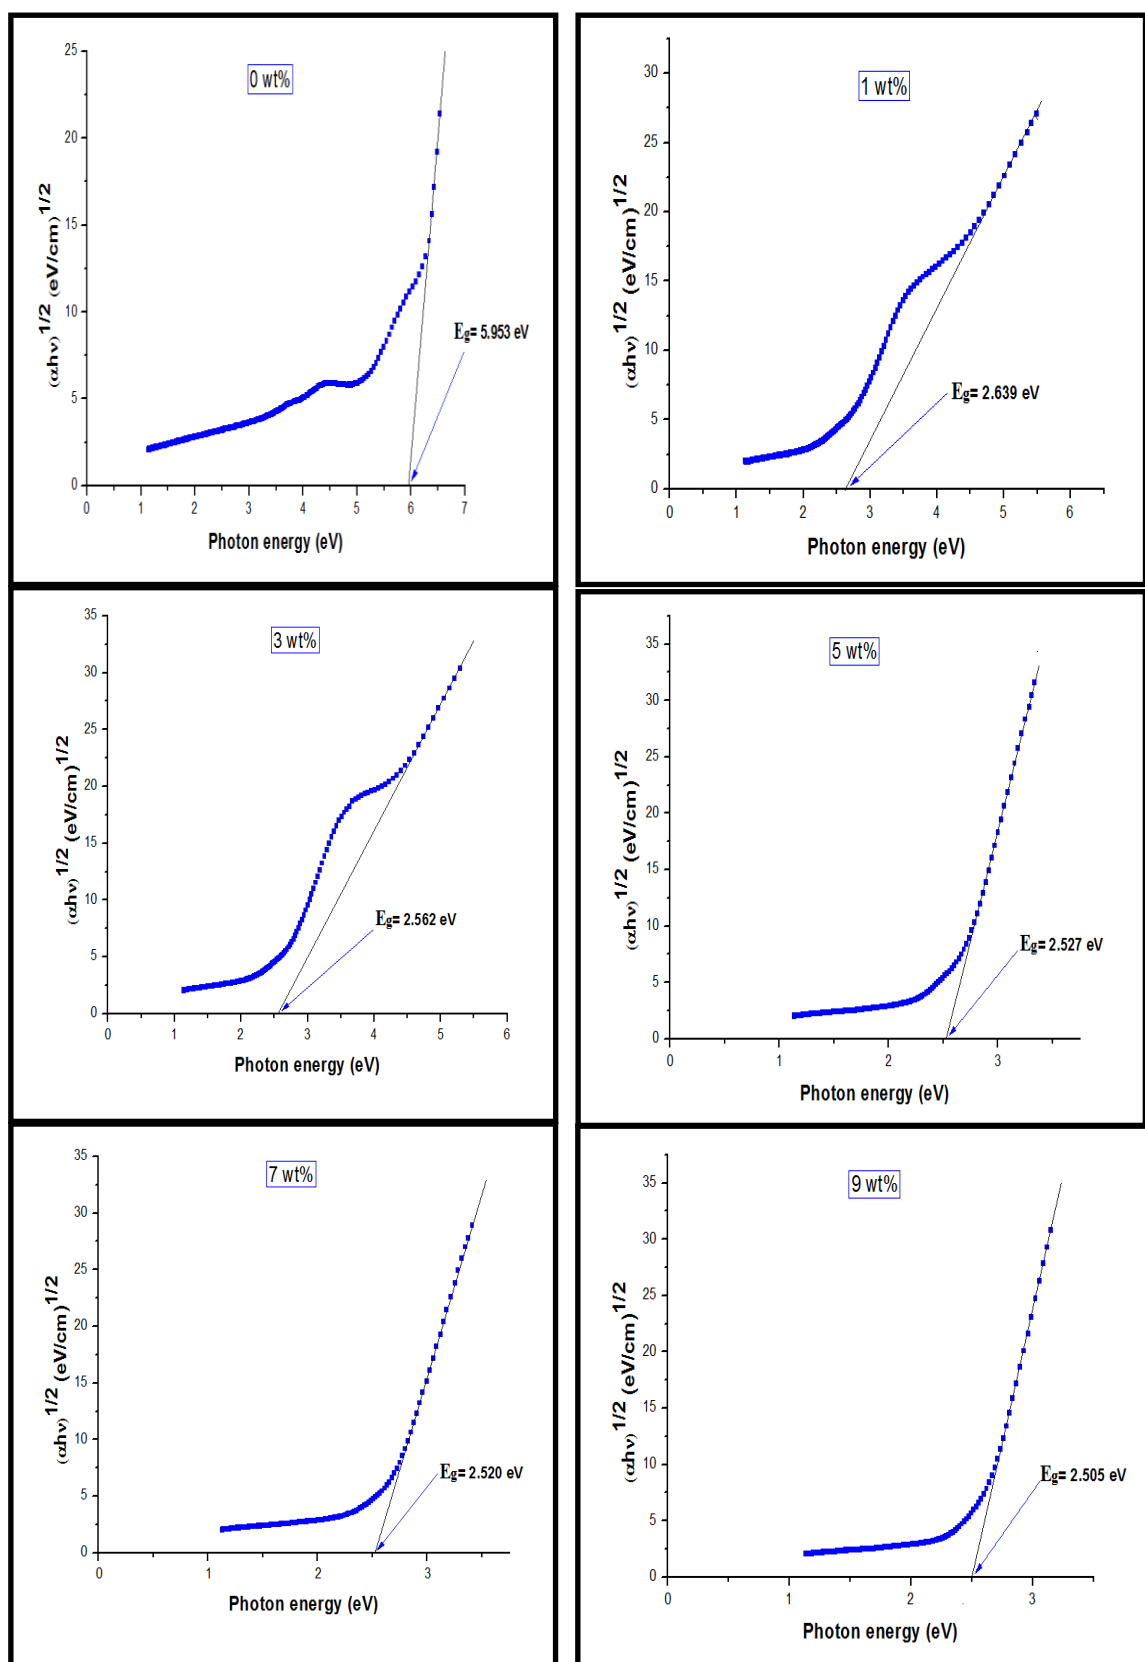 0 wt%
25
20
15
10
5
0
(αhν)1/2 (eV/cm)1/2
Eg= 5.953 eV
0 1 2 3 4 5 6 7
Photon energy (eV)
1 wt%
30
25
20
15
10
5
0
(αhν)1/2 (eV/cm)1/2
Eg= 2.639 eV
0 1 2 3 4 5 6
Photon energy (eV)
3 wt%
35
30
25
20
15
10
5
0
(αhν)1/2 (eV/cm)1/2
Eg= 2.562 eV
0 1 2 3 4 5 6
Photon energy (eV)
5 wt%
35
30
25
20
15
10
5
0
(αhν)1/2 (eV/cm)1/2
Eg= 2.527 eV
0 1 2 3
Photon energy (eV)
7 wt%
35
30
25
20
15
10
5
0
(αhν)1/2 (eV/cm)1/2
Eg= 2.520 eV
0 1 2 3
Photon energy (eV)
9 wt%
35
30
25
20
15
10
5
0
(αhν)1/2 (eV/cm)1/2
Eg= 2.505 eV
0 1 2 3
Photon energy (eV)